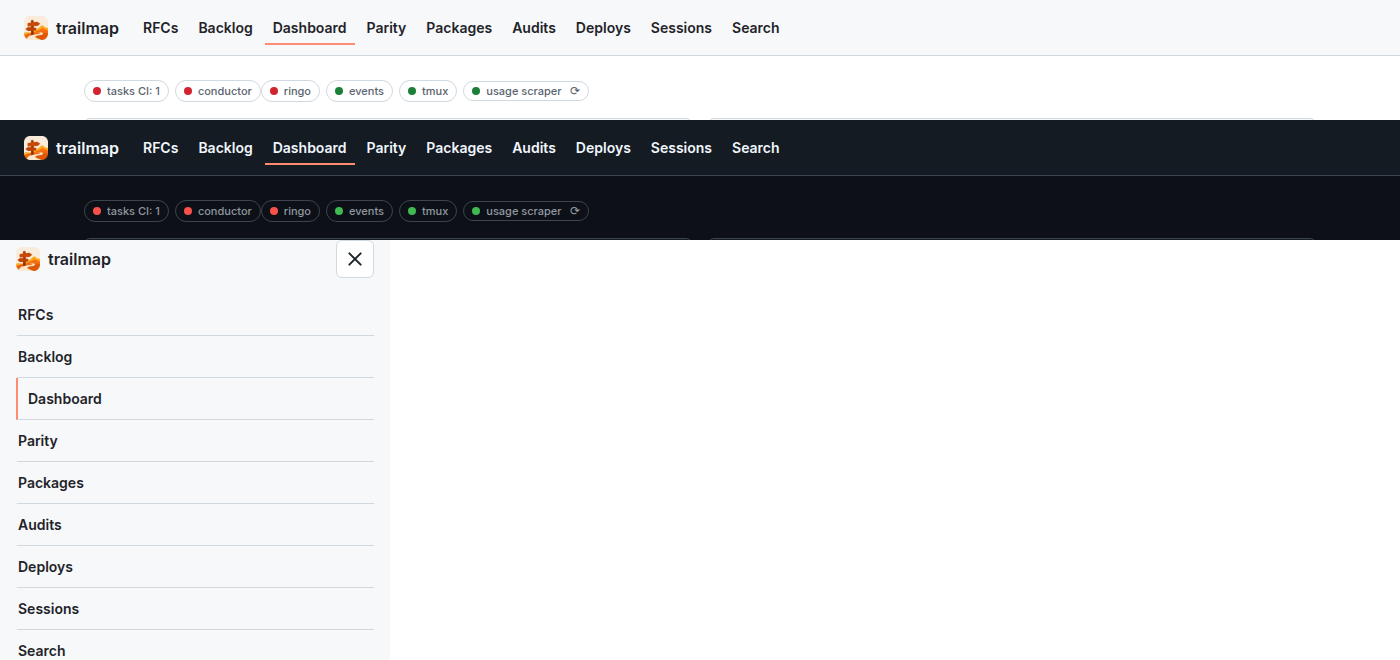 trailmap RFCs Backlog Dashboard Parity Packages Audits Deploys Sessions Search
tasks CI: 1 conductor ringo events tmux usage scraper ⟳
trailmap RFCs Backlog Dashboard Parity Packages Audits Deploys Sessions Search
tasks CI: 1 conductor ringo events tmux usage scraper ⟳
trailmap
RFCs
Backlog
Dashboard
Parity
Packages
Audits
Deploys
Sessions
Search